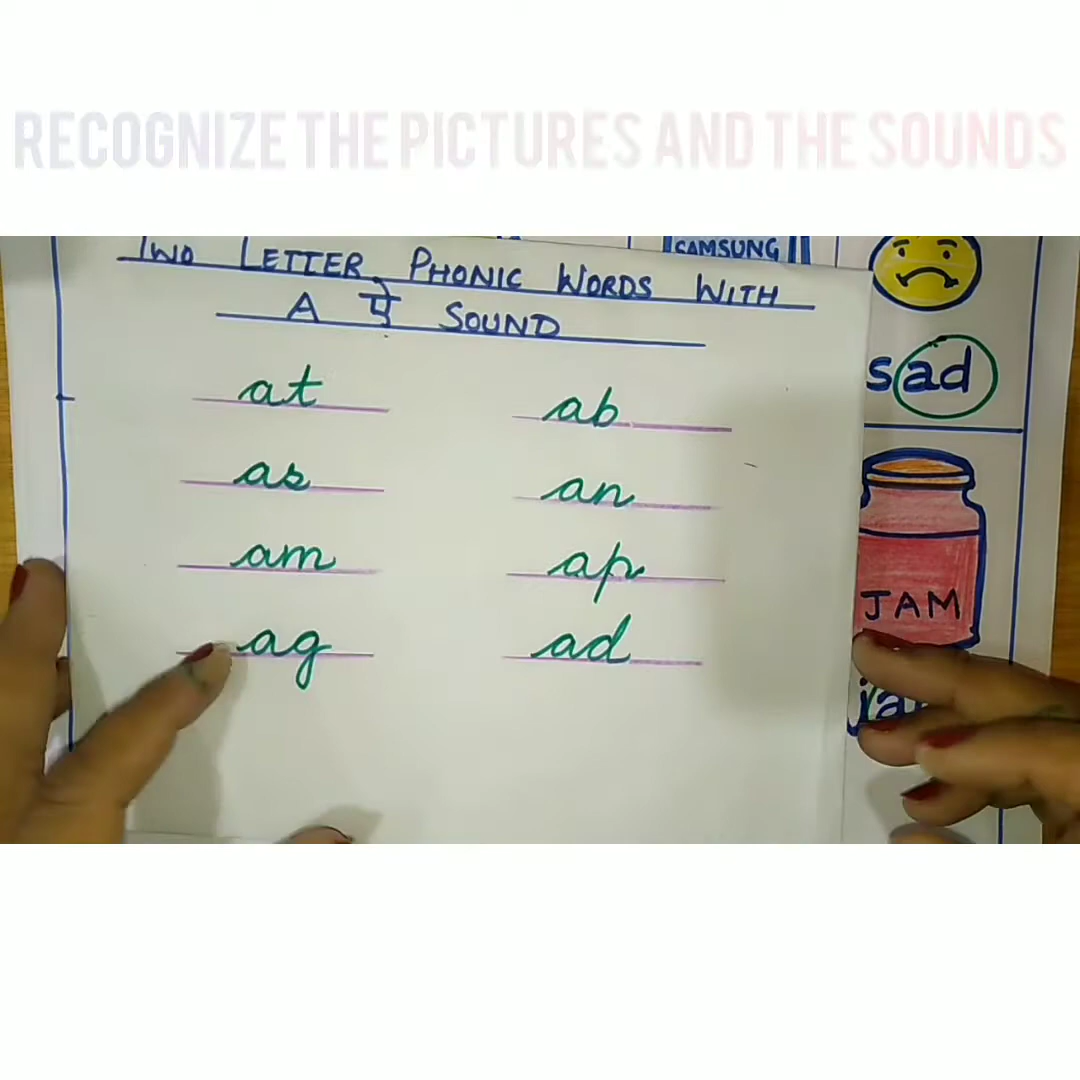 RECOGNIZE THE PICTURES AND THE SOUNDS
SAMSUNG
TWO LETTER PHONIC WORDS WITH
A ऐ SOUND
at ab
as an
am ap
ag ad
sad
JAM